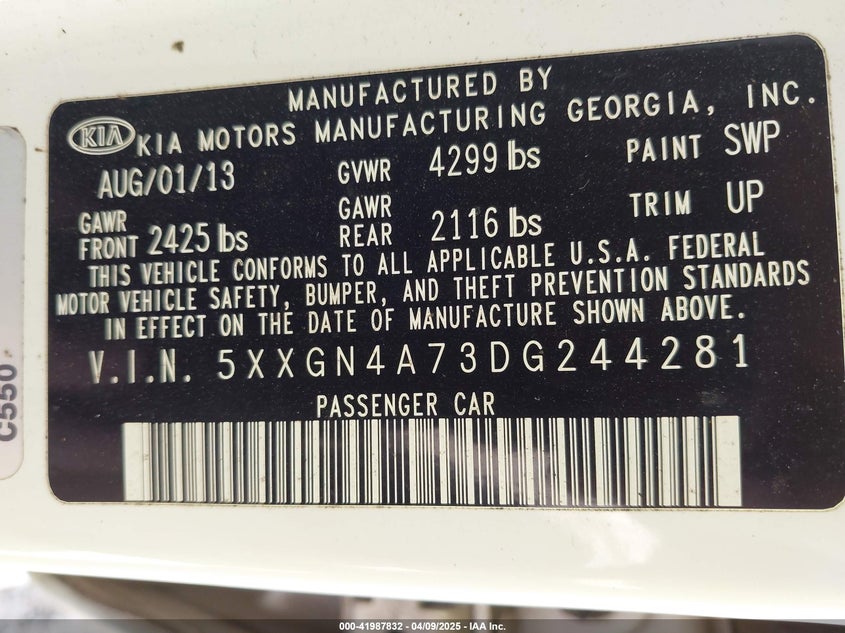 MANUFACTURED BY
KIA KIA MOTORS MANUFACTURING GEORGIA, INC.
AUG/01/13 GVWR 4299 lbs PAINT SWP
GAWR FRONT 2425 lbs GAWR REAR 2116 lbs TRIM UP
THIS VEHICLE CONFORMS TO ALL APPLICABLE U.S.A. FEDERAL
MOTOR VEHICLE SAFETY, BUMPER, AND THEFT PREVENTION STANDARDS
IN EFFECT ON THE DATE OF MANUFACTURE SHOWN ABOVE.
V.I.N. 5XXGN4A73DG244281
PASSENGER CAR
C550
000-41987832 - 04/09/2025 - IAA Inc.